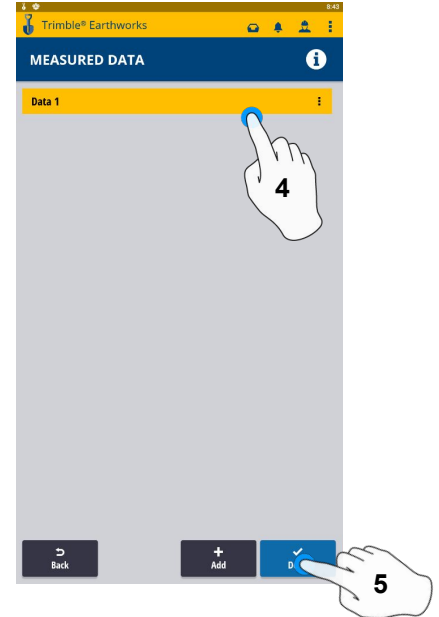 8:43
Trimble® Earthworks
MEASURED DATA
Data 1
4
Back
Add
5